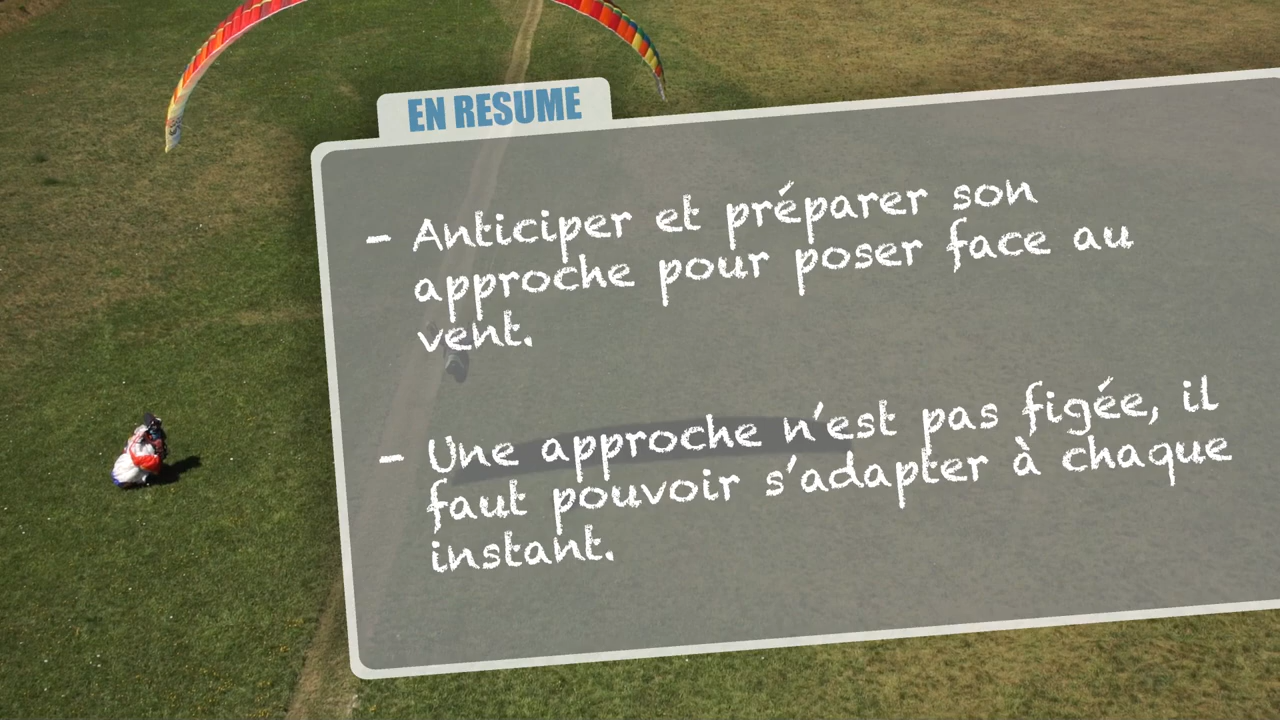 EN RESUME
- Anticiper et préparer son
approche pour poser face au
vent.
- Une approche n'est pas figée, il
faut pouvoir s'adapter à chaque
instant.